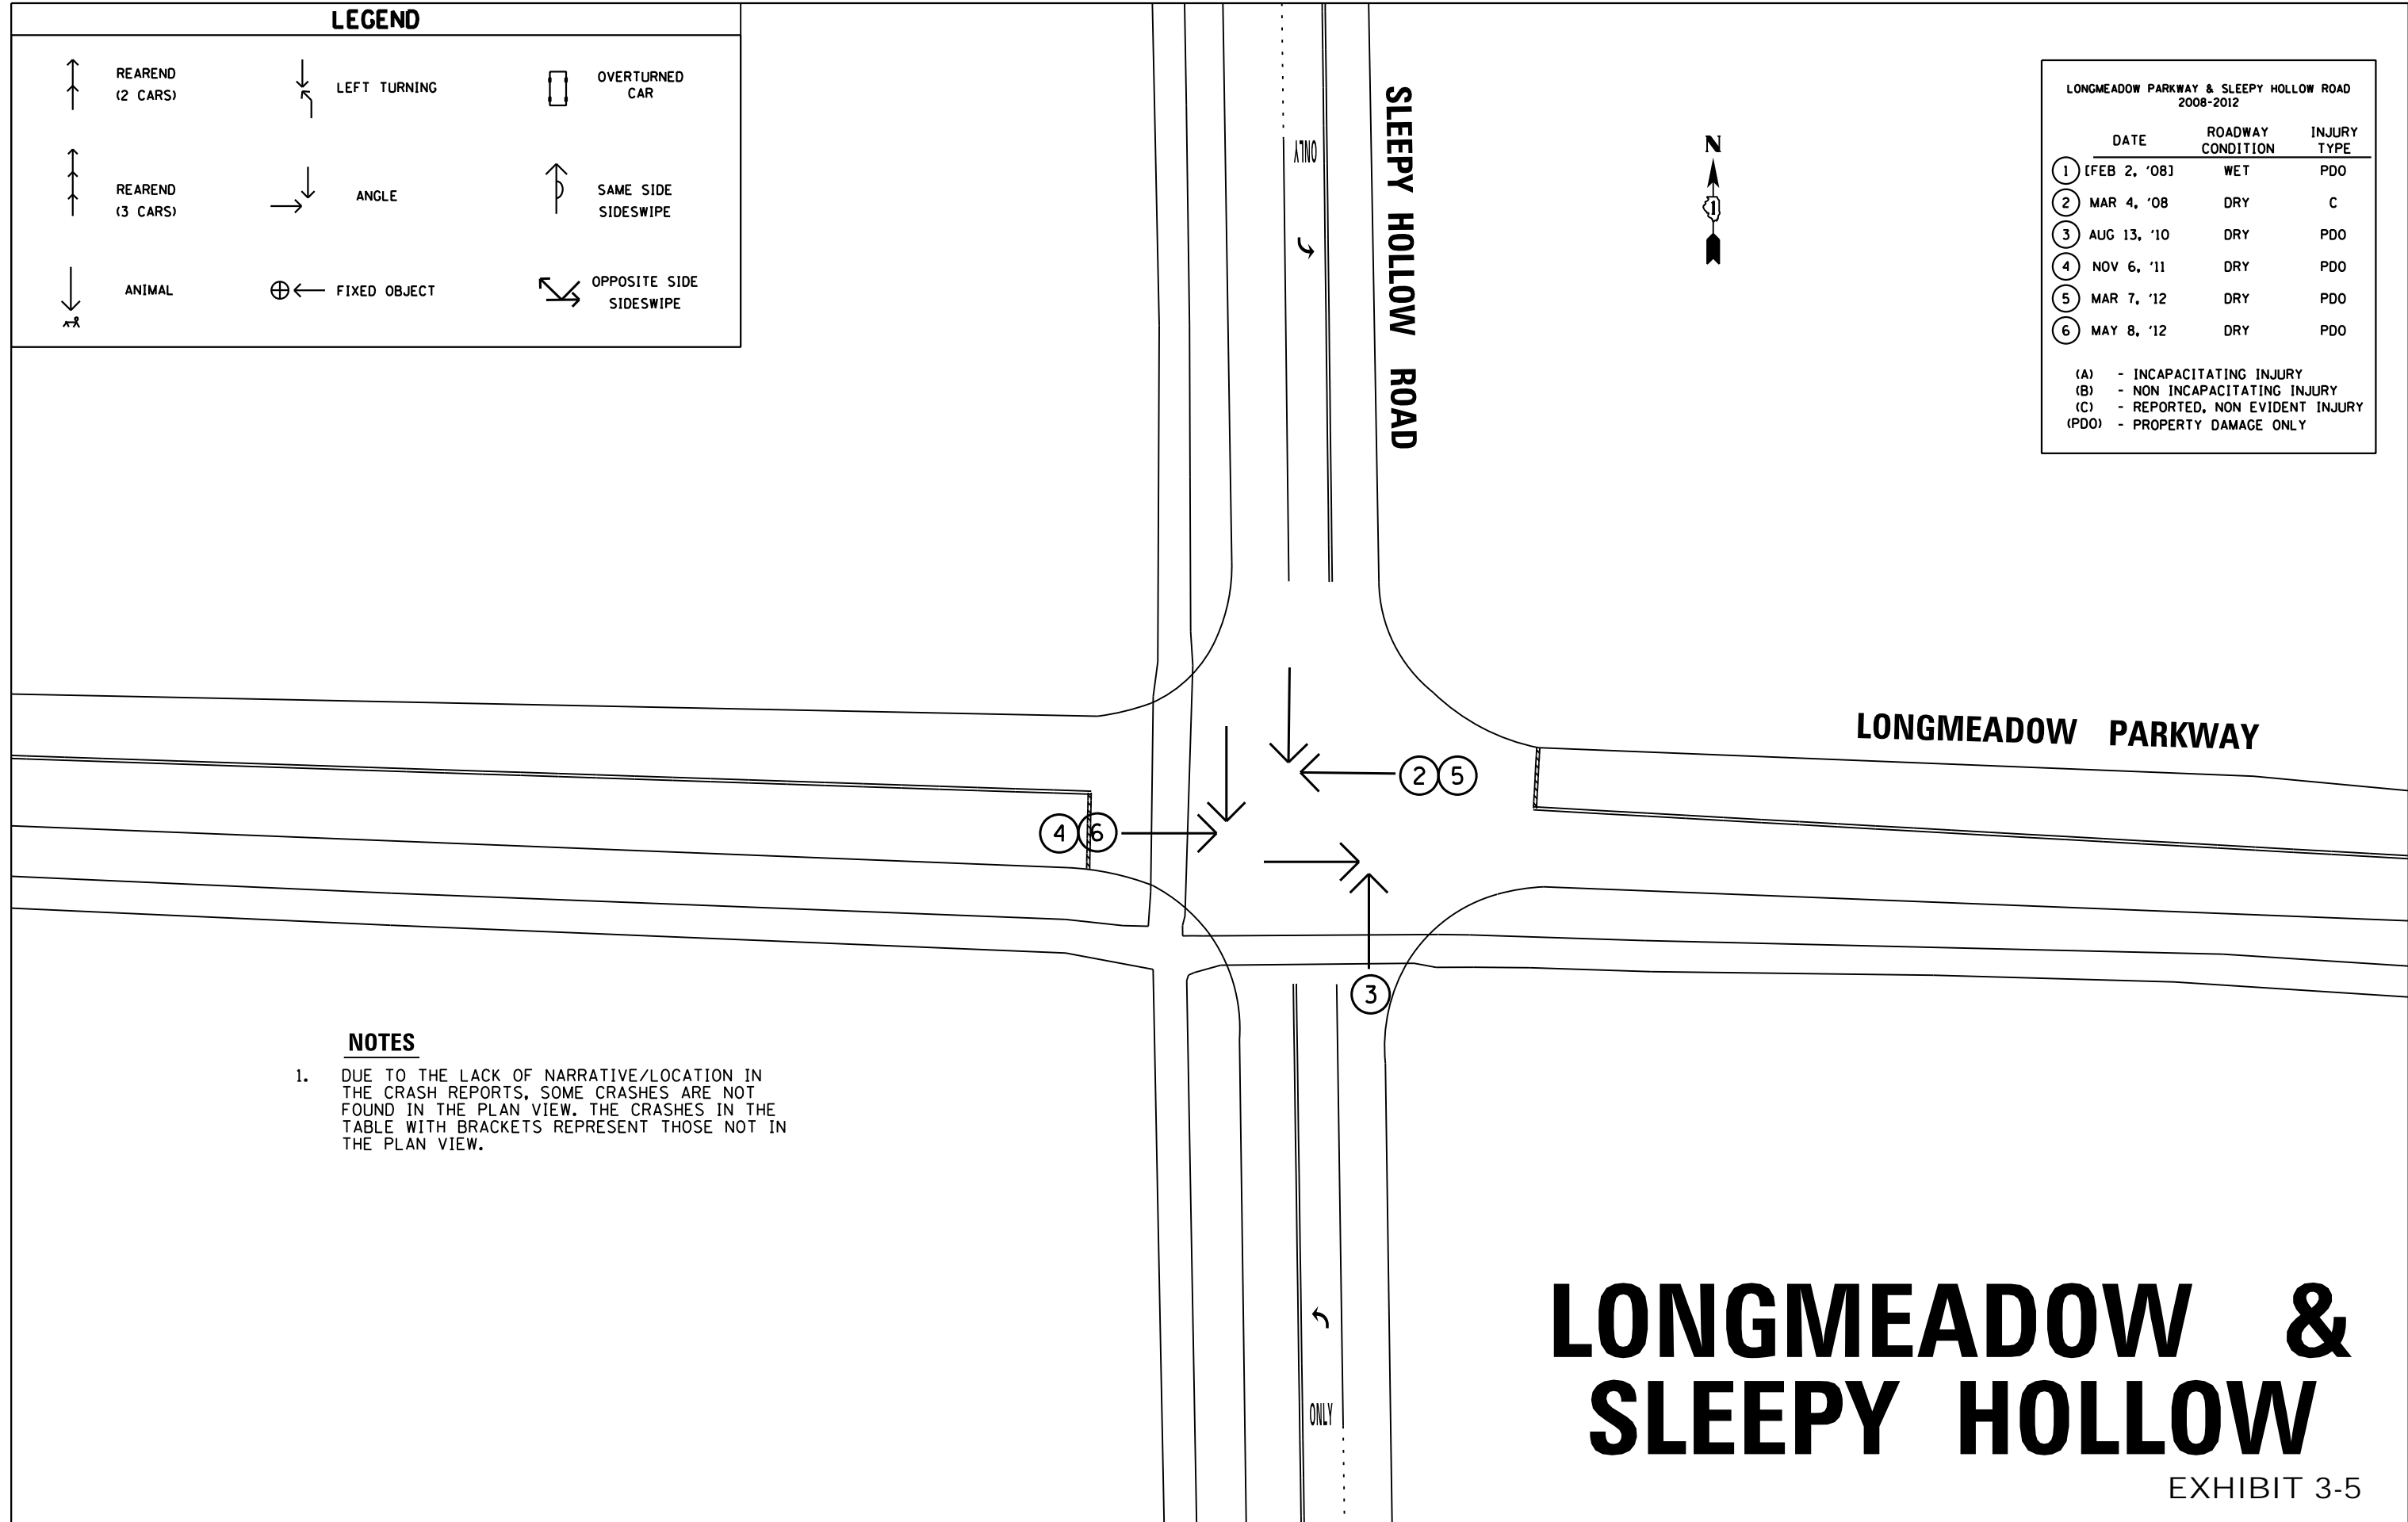 LEGEND
REAREND
(2 CARS)
LEFT TURNING
OVERTURNED
CAR
REAREND
(3 CARS)
ANGLE
SAME SIDE
SIDESWIPE
ANIMAL
FIXED OBJECT
OPPOSITE SIDE
SIDESWIPE
ONLY
SLEEPY HOLLOW ROAD
N
1
LONGMEADOW PARKWAY & SLEEPY HOLLOW ROAD
2008-2012
DATE ROADWAY CONDITION INJURY TYPE
1 [FEB 2, '08] WET PDO
2 MAR 4, '08 DRY C
3 AUG 13, '10 DRY PDO
4 NOV 6, '11 DRY PDO
5 MAR 7, '12 DRY PDO
6 MAY 8, '12 DRY PDO
(A) - INCAPACITATING INJURY
(B) - NON INCAPACITATING INJURY
(C) - REPORTED, NON EVIDENT INJURY
(PDO) - PROPERTY DAMAGE ONLY
LONGMEADOW PARKWAY
2 5
4 6
3
NOTES
1. DUE TO THE LACK OF NARRATIVE/LOCATION IN
THE CRASH REPORTS, SOME CRASHES ARE NOT
FOUND IN THE PLAN VIEW. THE CRASHES IN THE
TABLE WITH BRACKETS REPRESENT THOSE NOT IN
THE PLAN VIEW.
ONLY
LONGMEADOW &
SLEEPY HOLLOW
EXHIBIT 3-5